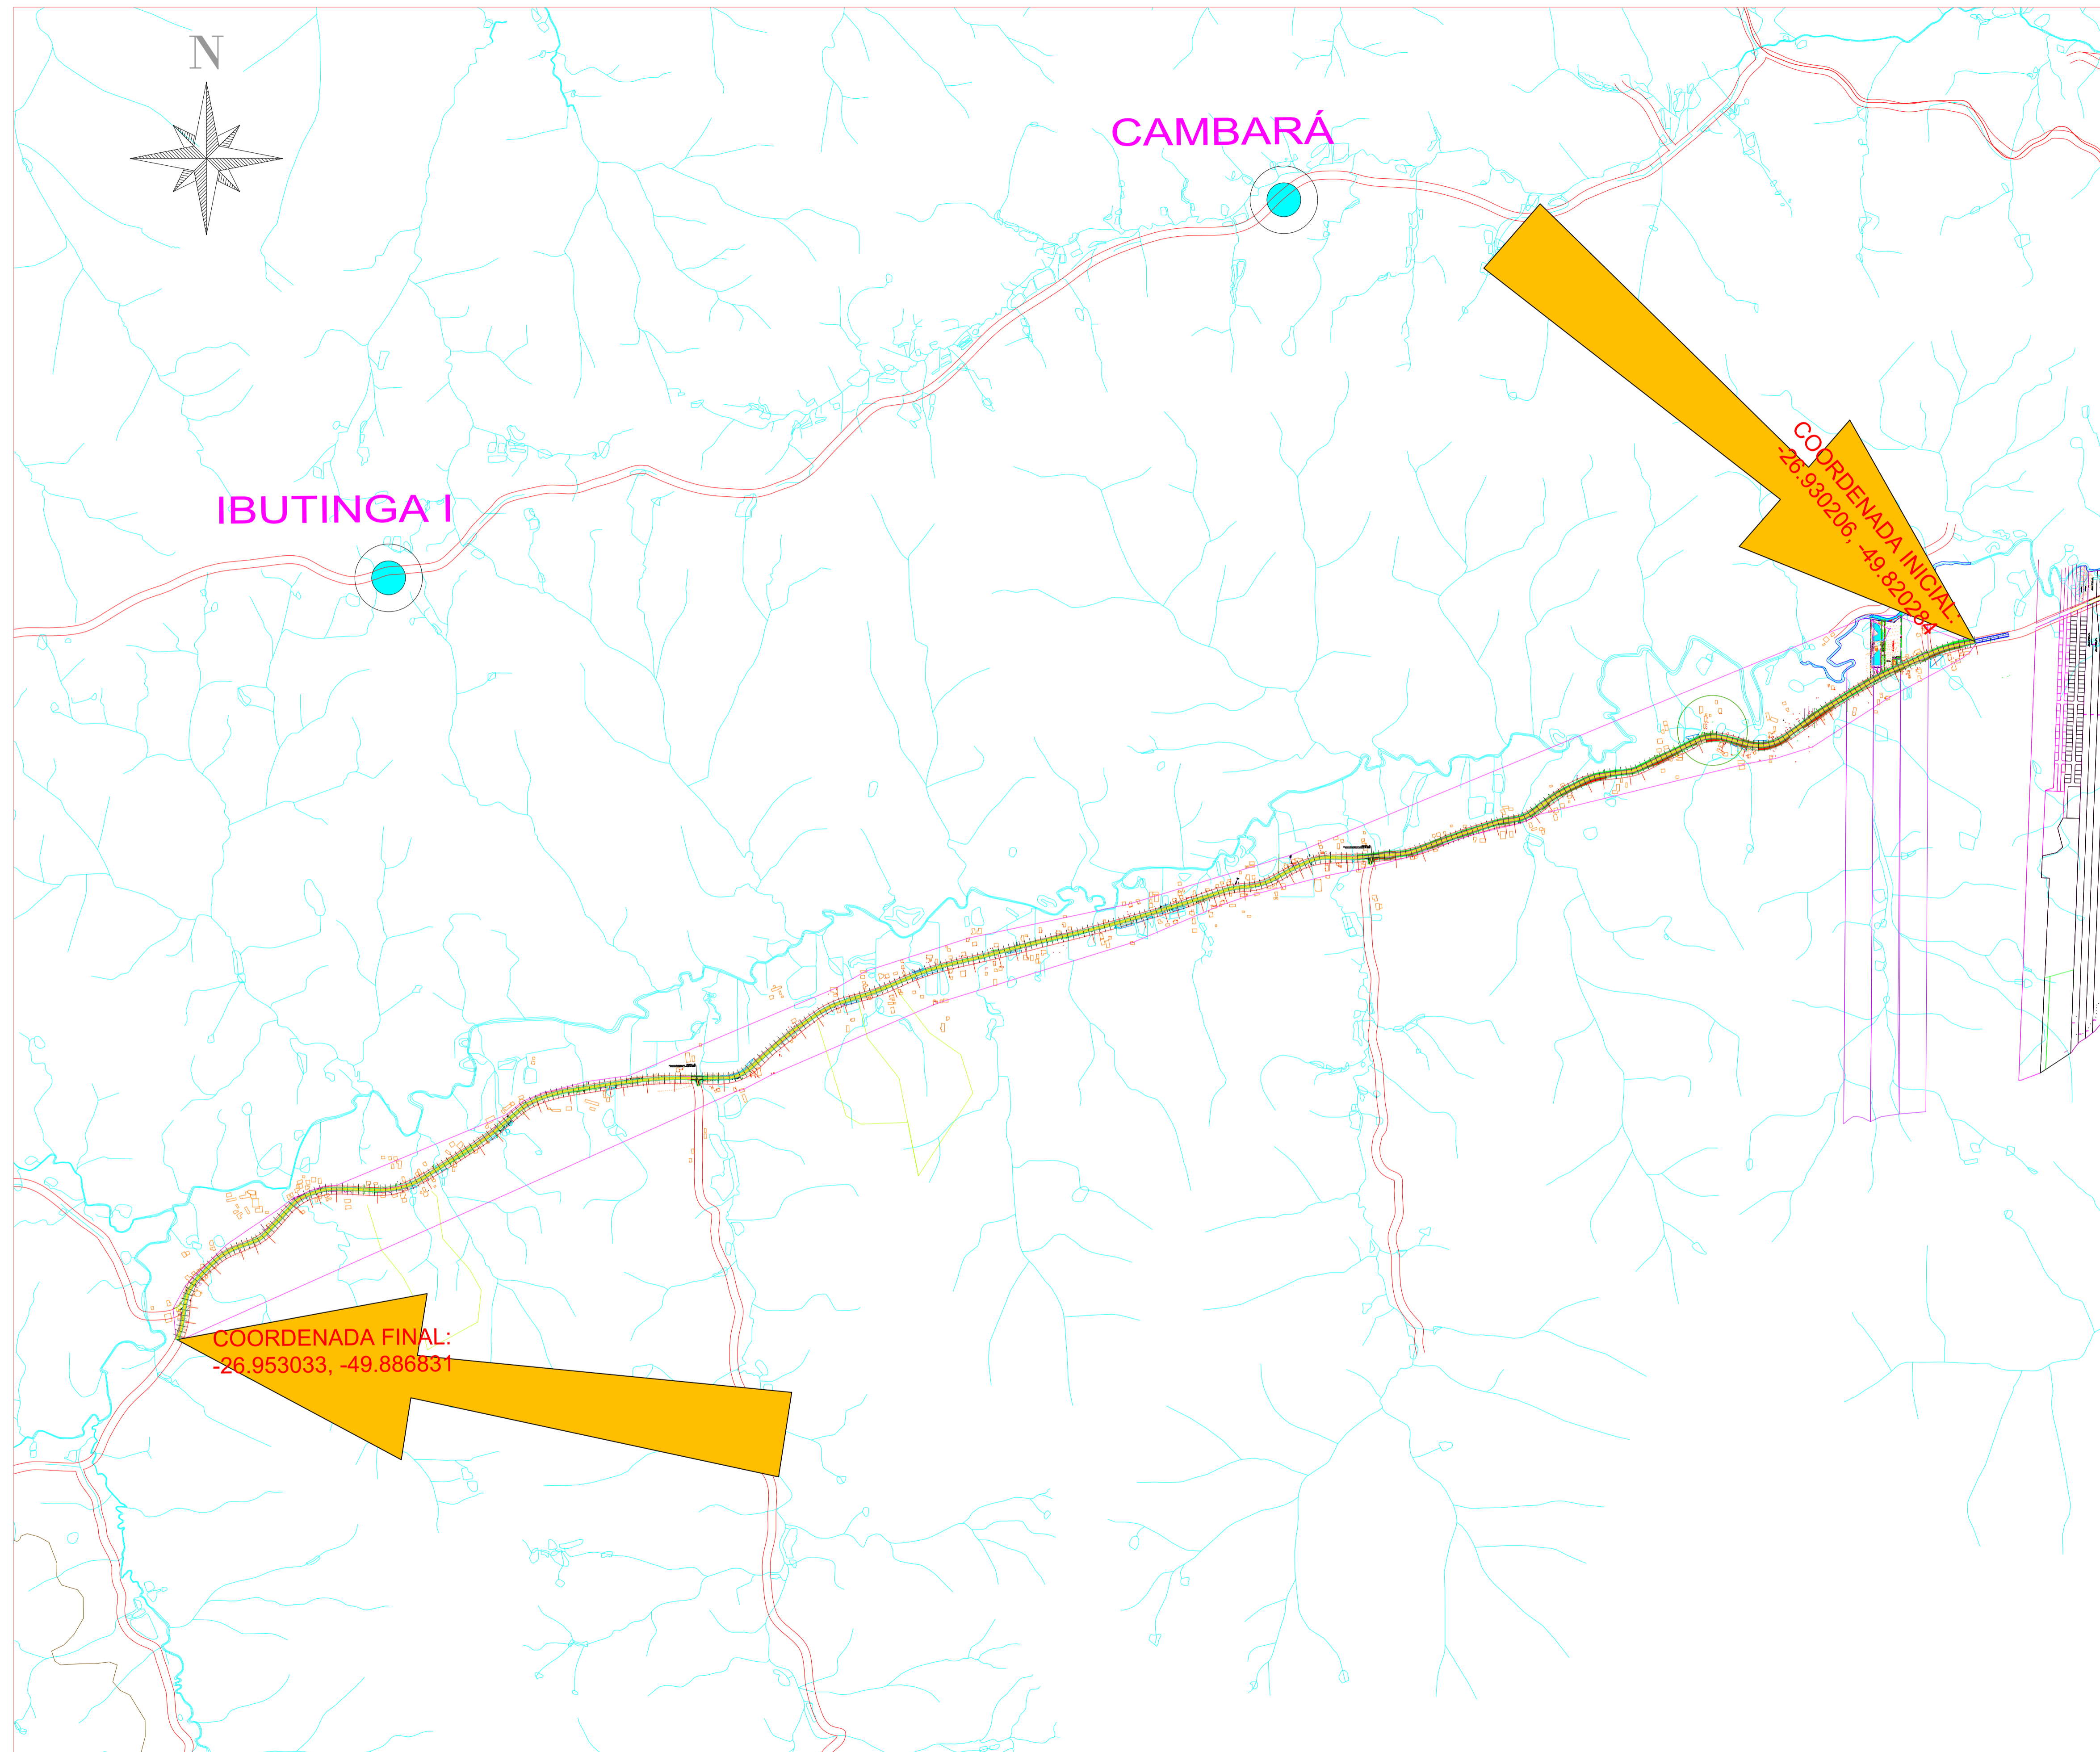 N
CAMBARÁ
COORDENADA INICIAL:
-26.930206, -49.820284
IBUTINGA I
COORDENADA FINAL:
-26.953033, -49.886831